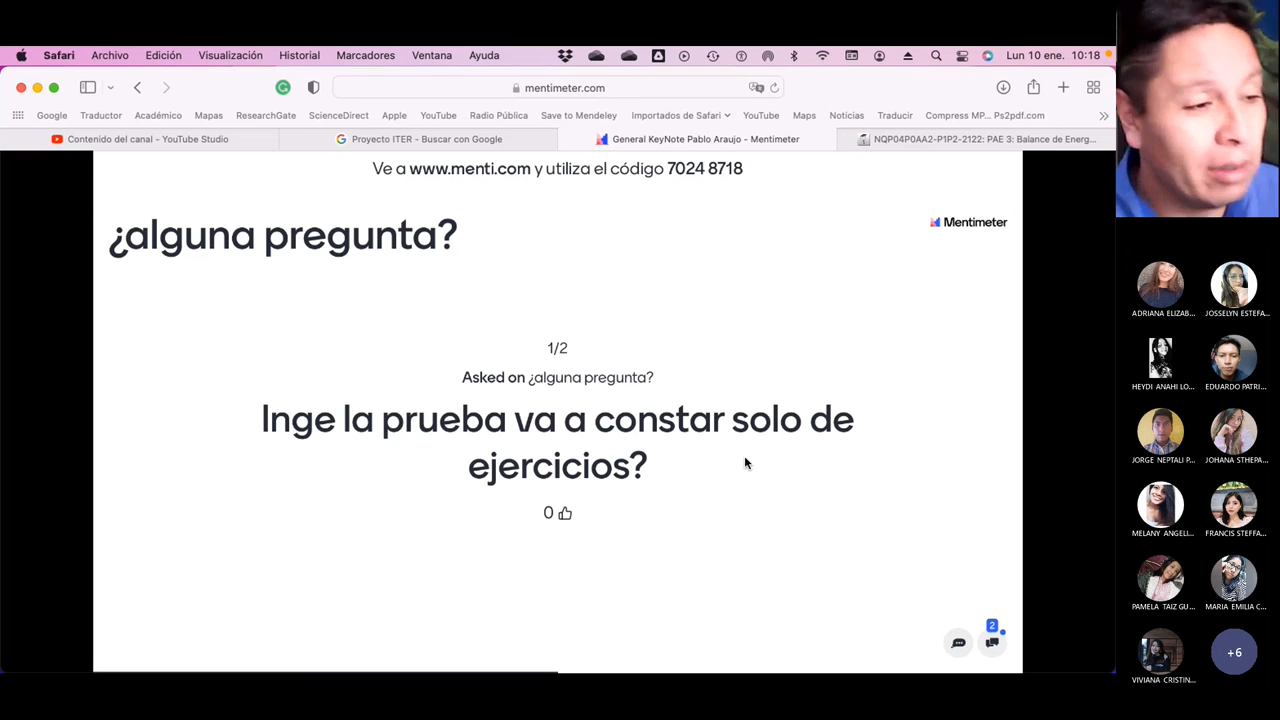 Safari Archivo Edición Visualización Historial Marcadores Ventana Ayuda Lun 10 ene. 10:18
mentimeter.com
Google Traductor Académico Mapas ResearchGate ScienceDirect Apple YouTube Radio Pública Save to Mendeley Importados de Safari YouTube Maps Noticias Traducir Compress MP... Ps2pdf.com
Contenido del canal - YouTube Studio Proyecto ITER - Buscar con Google General KeyNote Pablo Araujo - Mentimeter NQP04P0AA2-P1P2-2122: PAE 3: Balance de Energ...
Ve a www.menti.com y utiliza el código 7024 8718
¿alguna pregunta?
Mentimeter
1/2
Asked on ¿alguna pregunta?
Inge la prueba va a constar solo de
ejercicios?
0
2
ADRIANA ELIZAB... JOSSELYN ESTEFA...
HEYDI ANAHI LO... EDUARDO PATRI...
JORGE NEPTALI P... JOHANA STHEPA...
MELANY ANGELI... FRANCIS STEFFA...
PAMELA TAIZ GU... MARIA EMILIA C...
+6
VIVIANA CRISTIN...